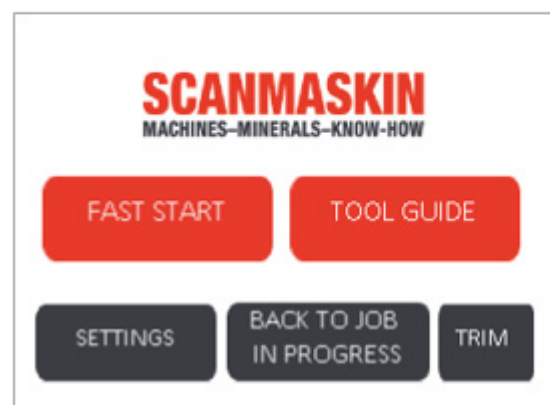 SCANMASKIN
MACHINES–MINERALS–KNOW-HOW
FAST START
TOOL GUIDE
SETTINGS
BACK TO JOB
IN PROGRESS
TRIM